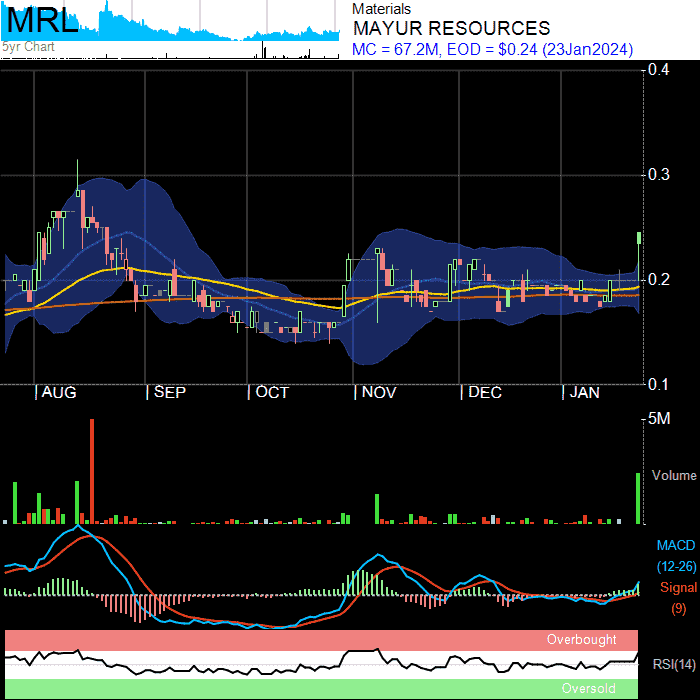 MRL
5yr Chart
Materials
MAYUR RESOURCES
MC = 67.2M, EOD = $0.24 (23Jan2024)
0.4
0.3
0.2
0.1
AUG SEP OCT NOV DEC JAN
5M
Volume
MACD
(12-26)
Signal
(9)
Overbought
RSI(14)
Oversold